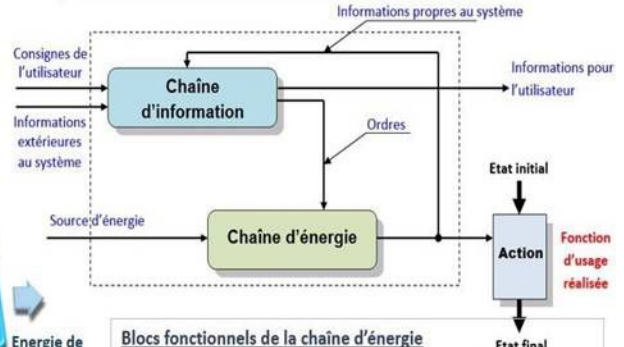 Informations propres au système
Consignes de
l'utilisateur
Chaîne
d'information
Informations pour
l'utilisateur
Informations
extérieures
au système
Ordres
Etat initial
Source d'énergie
Chaîne d'énergie
Action
Fonction
d'usage
réalisée
Energie de
Blocs fonctionnels de la chaîne d'énergie
Etat final